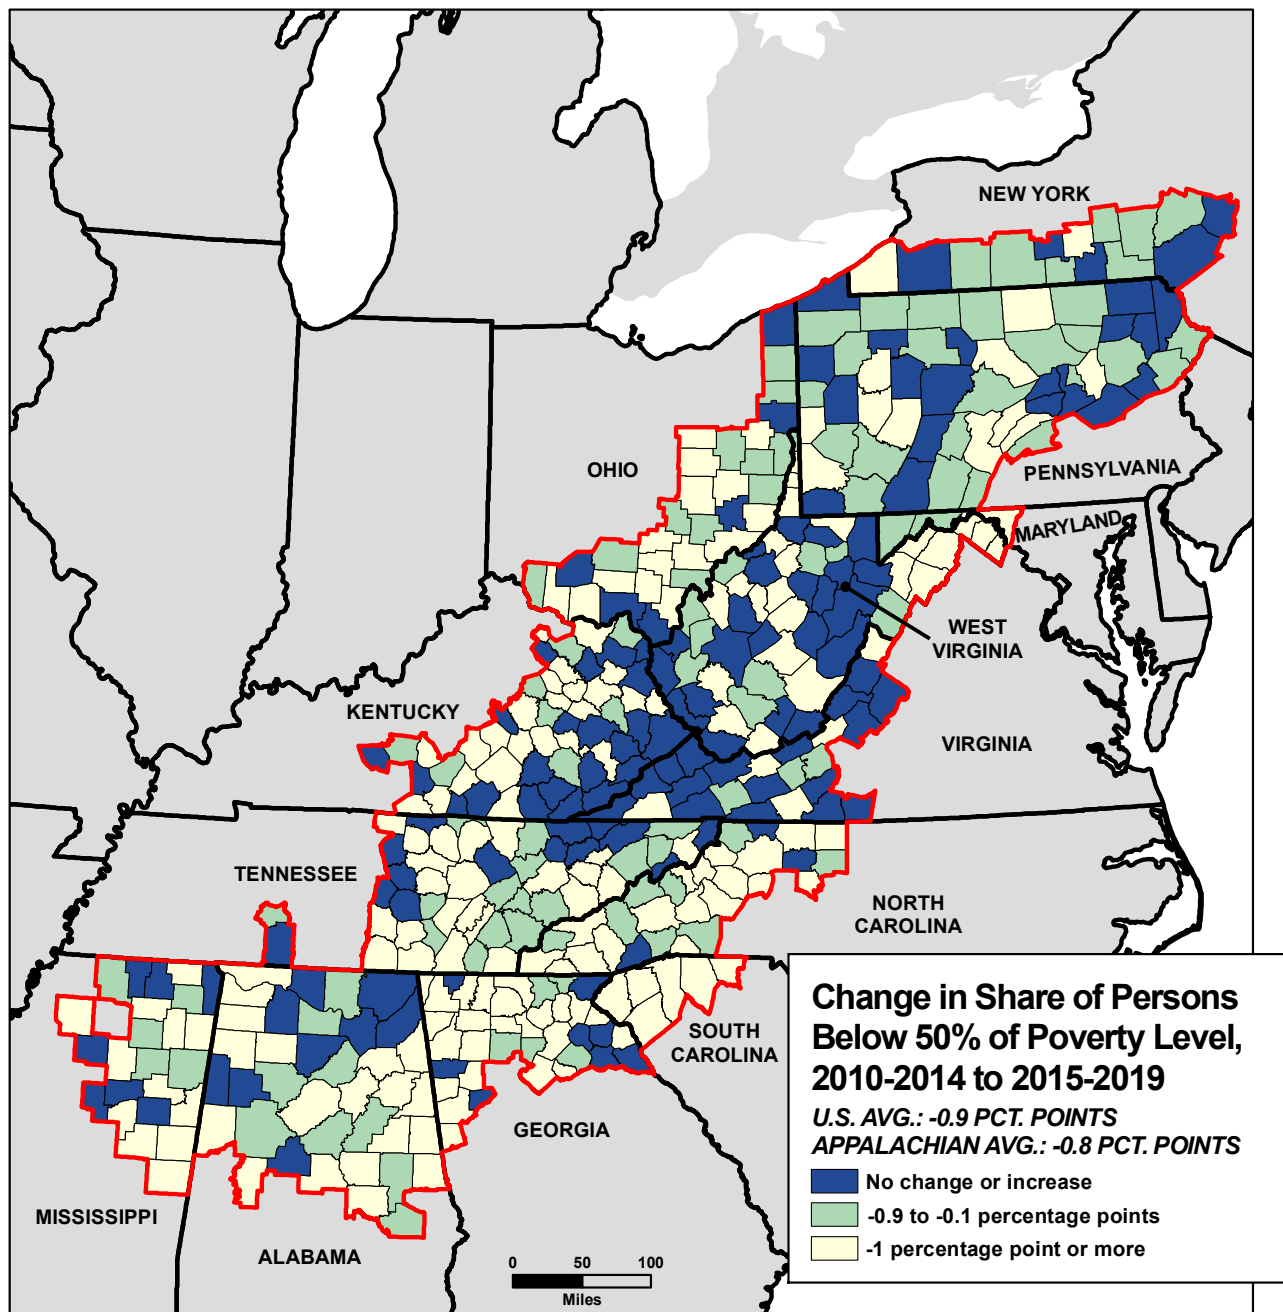 NEW YORK
OHIO
PENNSYLVANIA
MARYLAND
WEST
VIRGINIA
KENTUCKY
VIRGINIA
TENNESSEE
NORTH
CAROLINA
SOUTH
CAROLINA
GEORGIA
MISSISSIPPI
ALABAMA
0 50 100
Miles
Change in Share of Persons
Below 50% of Poverty Level,
2010-2014 to 2015-2019
U.S. AVG.: -0.9 PCT. POINTS
APPALACHIAN AVG.: -0.8 PCT. POINTS
No change or increase
-0.9 to -0.1 percentage points
-1 percentage point or more